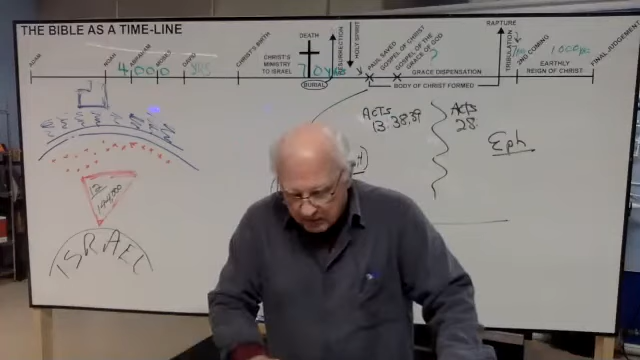 THE BIBLE AS A TIME-LINE
ADAM
NOAH
ABRAHAM
MOSES
DAVID
CHRIST'S BIRTH
CHRIST'S
MINISTRY
TO ISRAEL
DEATH
BURIAL
RESURRECTION
HOLY SPIRIT
PAUL SAVED
GOSPEL OF CHRIST
GOSPEL OF THE
GRACE OF GOD
GRACE DISPENSATION
BODY OF CHRIST FORMED
RAPTURE
TRIBULATION
2ND COMING
EARTHLY
REIGN OF CHRIST
FINAL JUDGEMENT
4,000
?
ACTS
13:38,39
ACTS
28
Eph
12
144,000
ISRAEL